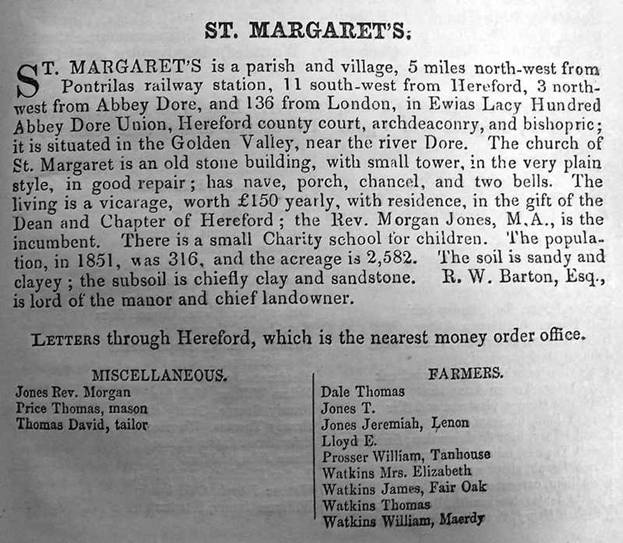 ST. MARGARET'S.
ST. MARGARET'S is a parish and village, 5 miles north-west from
Pontrilas railway station, 11 south-west from Hereford, 3 north-
west from Abbey Dore, and 136 from London, in Ewias Lacy Hundred
Abbey Dore Union, Hereford county court, archdeaconry, and bishopric;
it is situated in the Golden Valley, near the river Dore. The church of
St. Margaret is an old stone building, with small tower, in the very plain
style, in good repair; has nave, porch, chancel, and two bells. The
living is a vicarage, worth £150 yearly, with residence, in the gift of the
Dean and Chapter of Hereford; the Rev. Morgan Jones, M.A., is the
incumbent. There is a small Charity school for children. The popula-
tion, in 1851, was 316, and the acreage is 2,582. The soil is sandy and
clayey; the subsoil is chiefly clay and sandstone. R. W. Barton, Esq.,
is lord of the manor and chief landowner.
LETTERS through Hereford, which is the nearest money order office.
MISCELLANEOUS.
Jones Rev. Morgan
Price Thomas, mason
Thomas David, tailor
FARMERS.
Dale Thomas
Jones T.
Jones Jeremiah, Lenon
Lloyd E.
Prosser William, Tanhouse
Watkins Mrs. Elizabeth
Watkins James, Fair Oak
Watkins Thomas
Watkins William, Maerdy